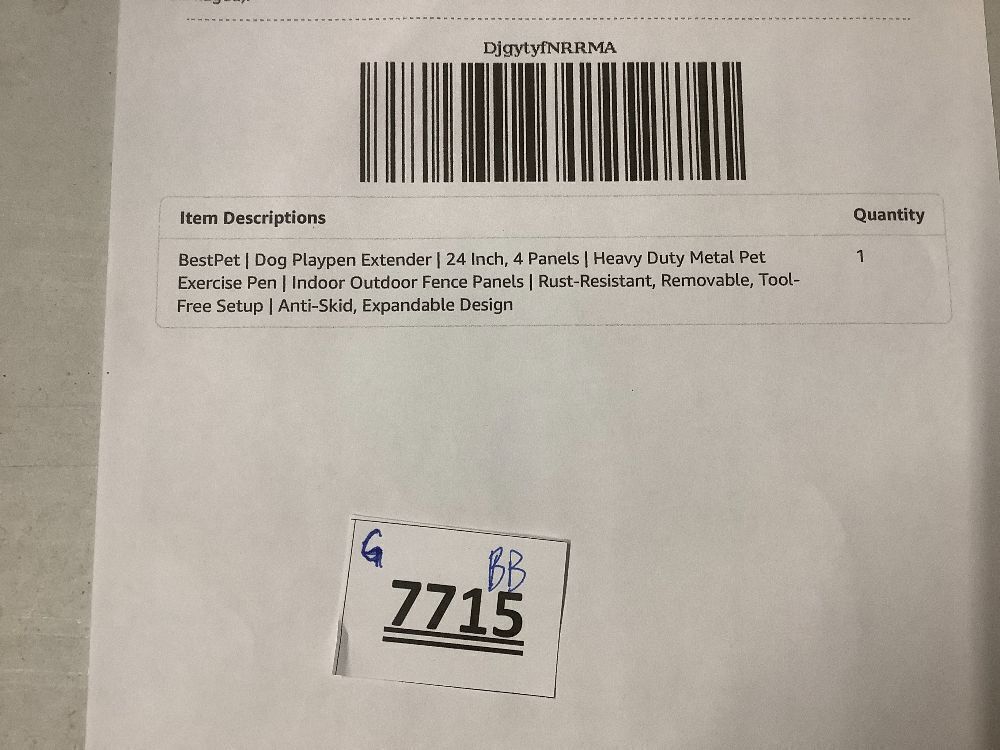 DjgytyfNRRMA
Item Descriptions Quantity
BestPet | Dog Playpen Extender | 24 Inch, 4 Panels | Heavy Duty Metal Pet 1
Exercise Pen | Indoor Outdoor Fence Panels | Rust-Resistant, Removable, Tool-
Free Setup | Anti-Skid, Expandable Design
G
BB
7715